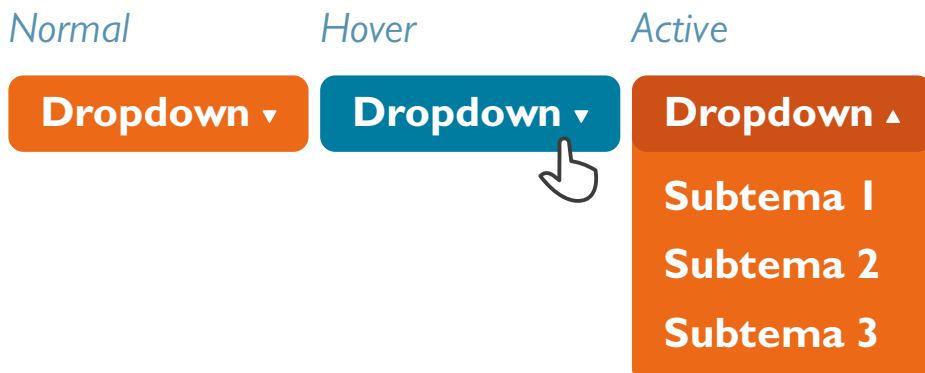 Normal
Hover
Active
Dropdown ▾
Dropdown ▾
Dropdown ▴
Subtema 1
Subtema 2
Subtema 3